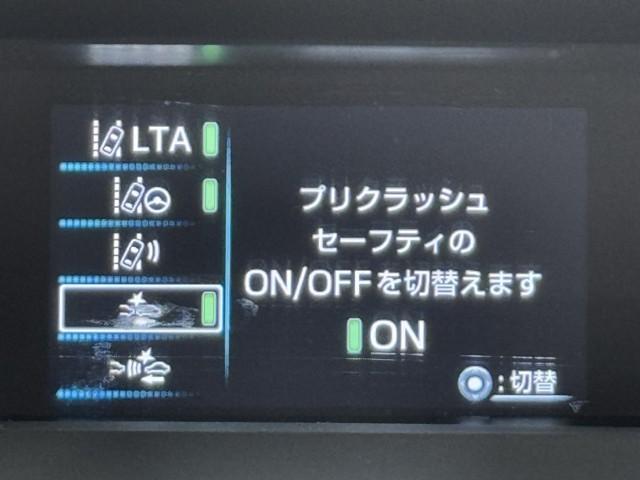 LTA
プリクラッシュ
セーフティの
ON/OFFを切替えます
ON
:切替